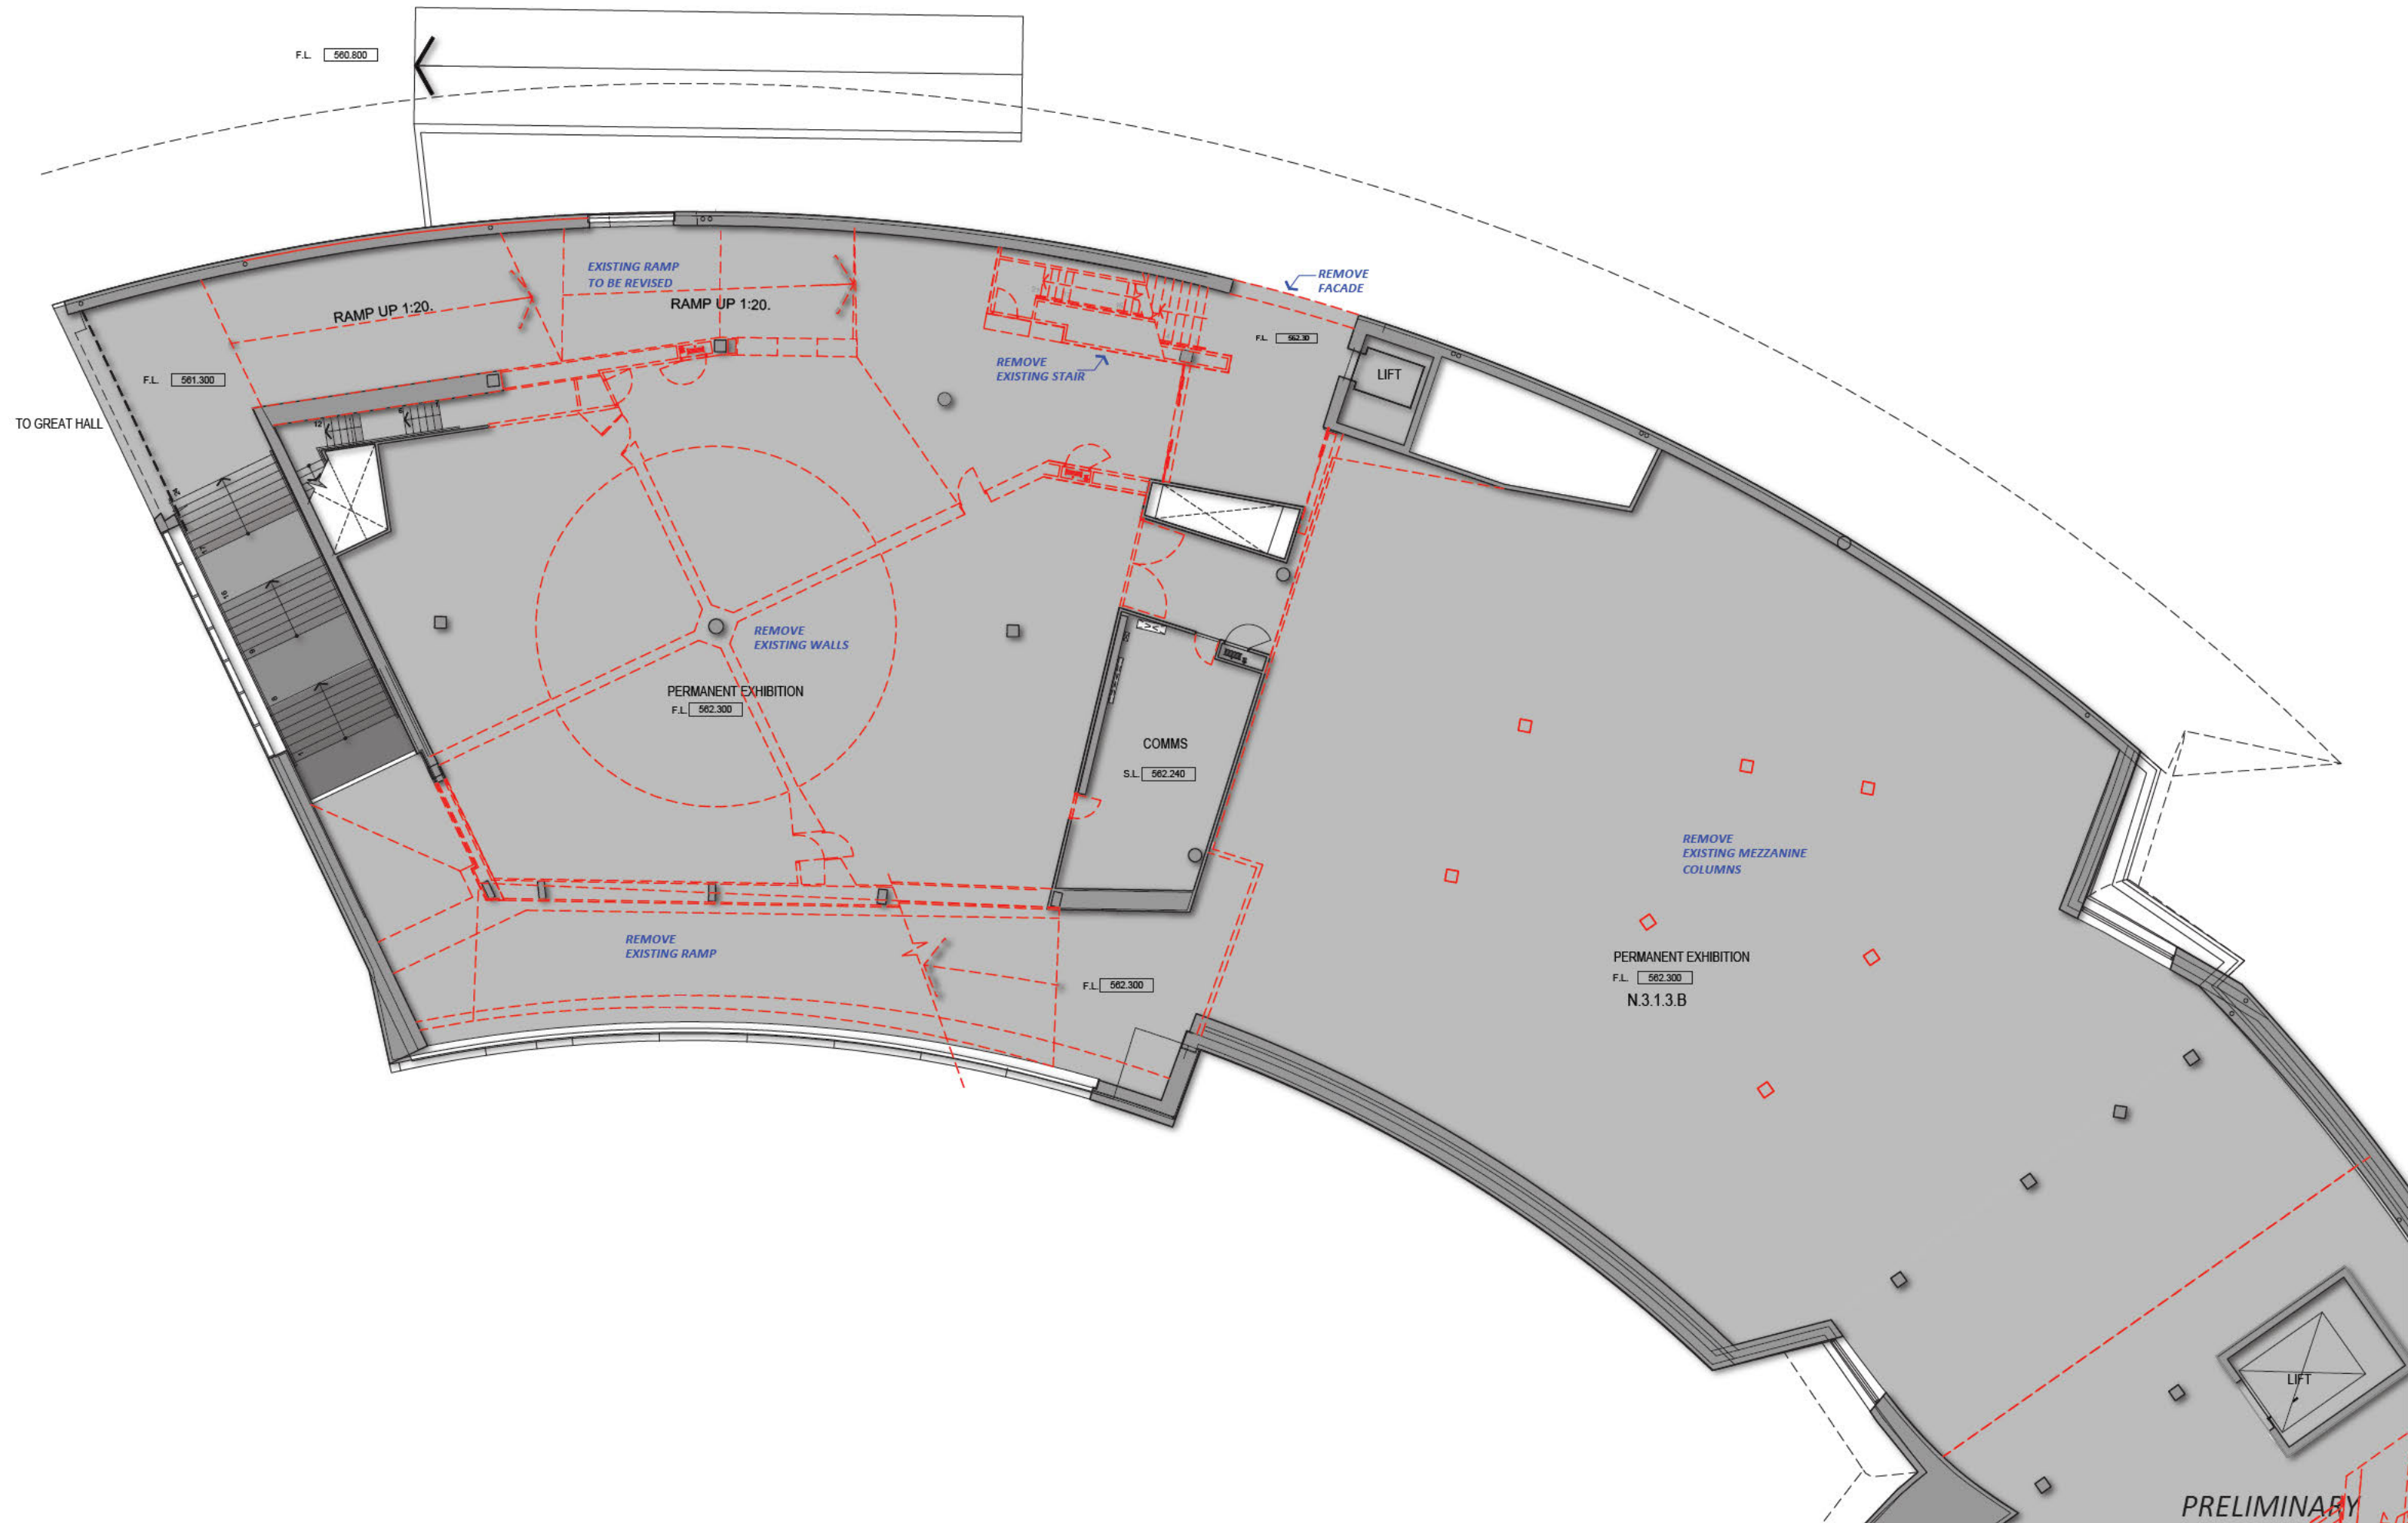 F.L. 560.800
EXISTING RAMP
TO BE REVISED
REMOVE
FACADE
RAMP UP 1:20.
RAMP UP 1:20.
F.L. 562.30
REMOVE
EXISTING STAIR
LIFT
F.L. 561.300
TO GREAT HALL
12
REMOVE
EXISTING WALLS
PERMANENT EXHIBITION
F.L. 562.300
COMMS
S.L. 562.240
REMOVE
EXISTING MEZZANINE
COLUMNS
REMOVE
EXISTING RAMP
F.L. 562.300
PERMANENT EXHIBITION
F.L. 562.300
N.3.1.3.B
LIFT
PRELIMINARY